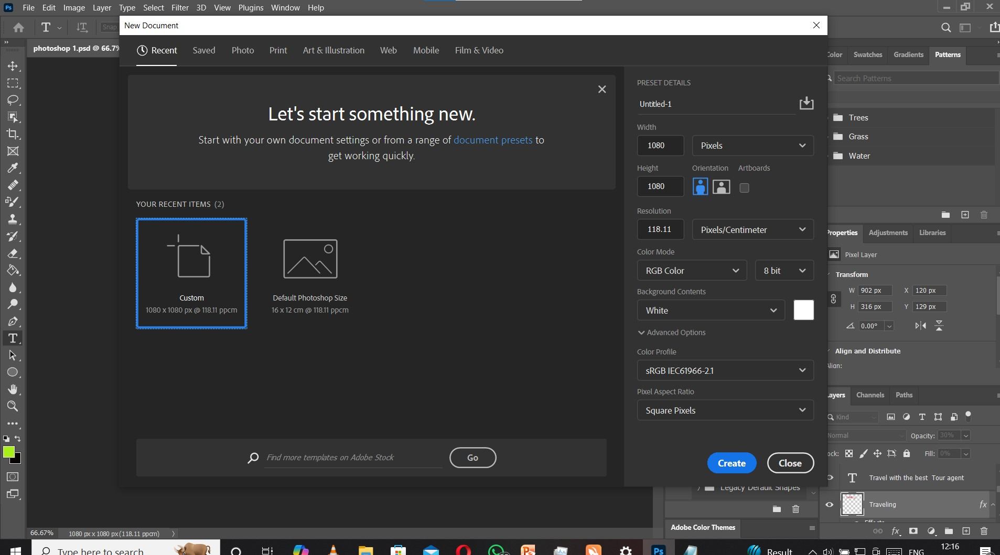 Ps File Edit Image Layer Type Select Filter 3D View Plugins Window Help
T Snap
New Document
photoshop 1.psd @ 66.7%
Recent Saved Photo Print Art & Illustration Web Mobile Film & Video
Let's start something new.
Start with your own document settings or from a range of document presets to
get working quickly.
YOUR RECENT ITEMS (2)
Custom
1080 x 1080 px @ 118.11 ppcm
Default Photoshop Size
16 x 12 cm @ 118.11 ppcm
Find more templates on Adobe Stock
Go
PRESET DETAILS
Untitled-1
Width
1080 Pixels
Height Orientation Artboards
1080
Resolution
118.11 Pixels/Centimeter
Color Mode
RGB Color 8 bit
Background Contents
White
Advanced Options
Color Profile
sRGB IEC61966-2.1
Pixel Aspect Ratio
Square Pixels
Create Close
Swatches Gradients Patterns
Search Patterns
Trees
Grass
Water
Properties Adjustments Libraries
Pixel Layer
Transform
W 902 px X 120 px
H 316 px Y 129 px
0.00°
Align and Distribute
Align:
Layers Channels Paths
Kind
Normal Opacity: 30%
Lock: Fill: 0%
T Travel with the best Tour agent
Traveling fx
Effects
Legacy Default Shapes
Adobe Color Themes
fx
66.67% 1080 px x 1080 px (118.11 ppcm)
Type here to search
Ps
Result
ENG
12:16